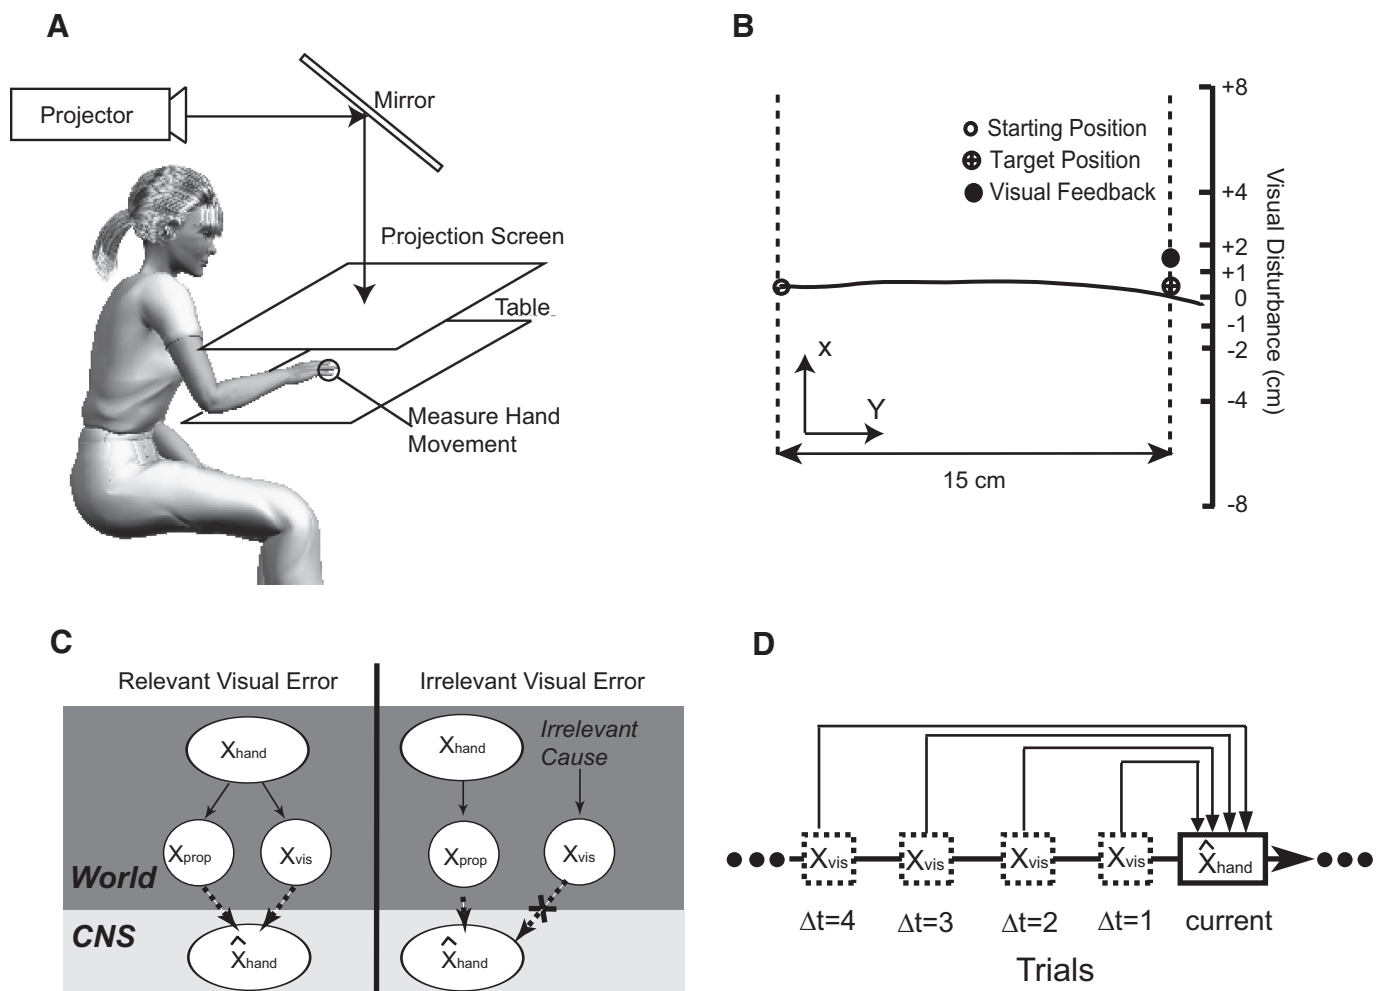 A
Projector
Mirror
Projection Screen
Table
Measure Hand
Movement
B
Starting Position
Target Position
Visual Feedback
+8
+4
+2
+1
0
-1
-2
-4
-8
Visual Disturbance (cm)
x
Y
15 cm
C
Relevant Visual Error
Irrelevant Visual Error
Xhand
Xhand
Irrelevant
Cause
Xprop
Xvis
Xprop
Xvis
World
CNS
X̂hand
X̂hand
D
Xvis
Xvis
Xvis
Xvis
X̂hand
Δt=4
Δt=3
Δt=2
Δt=1
current
Trials